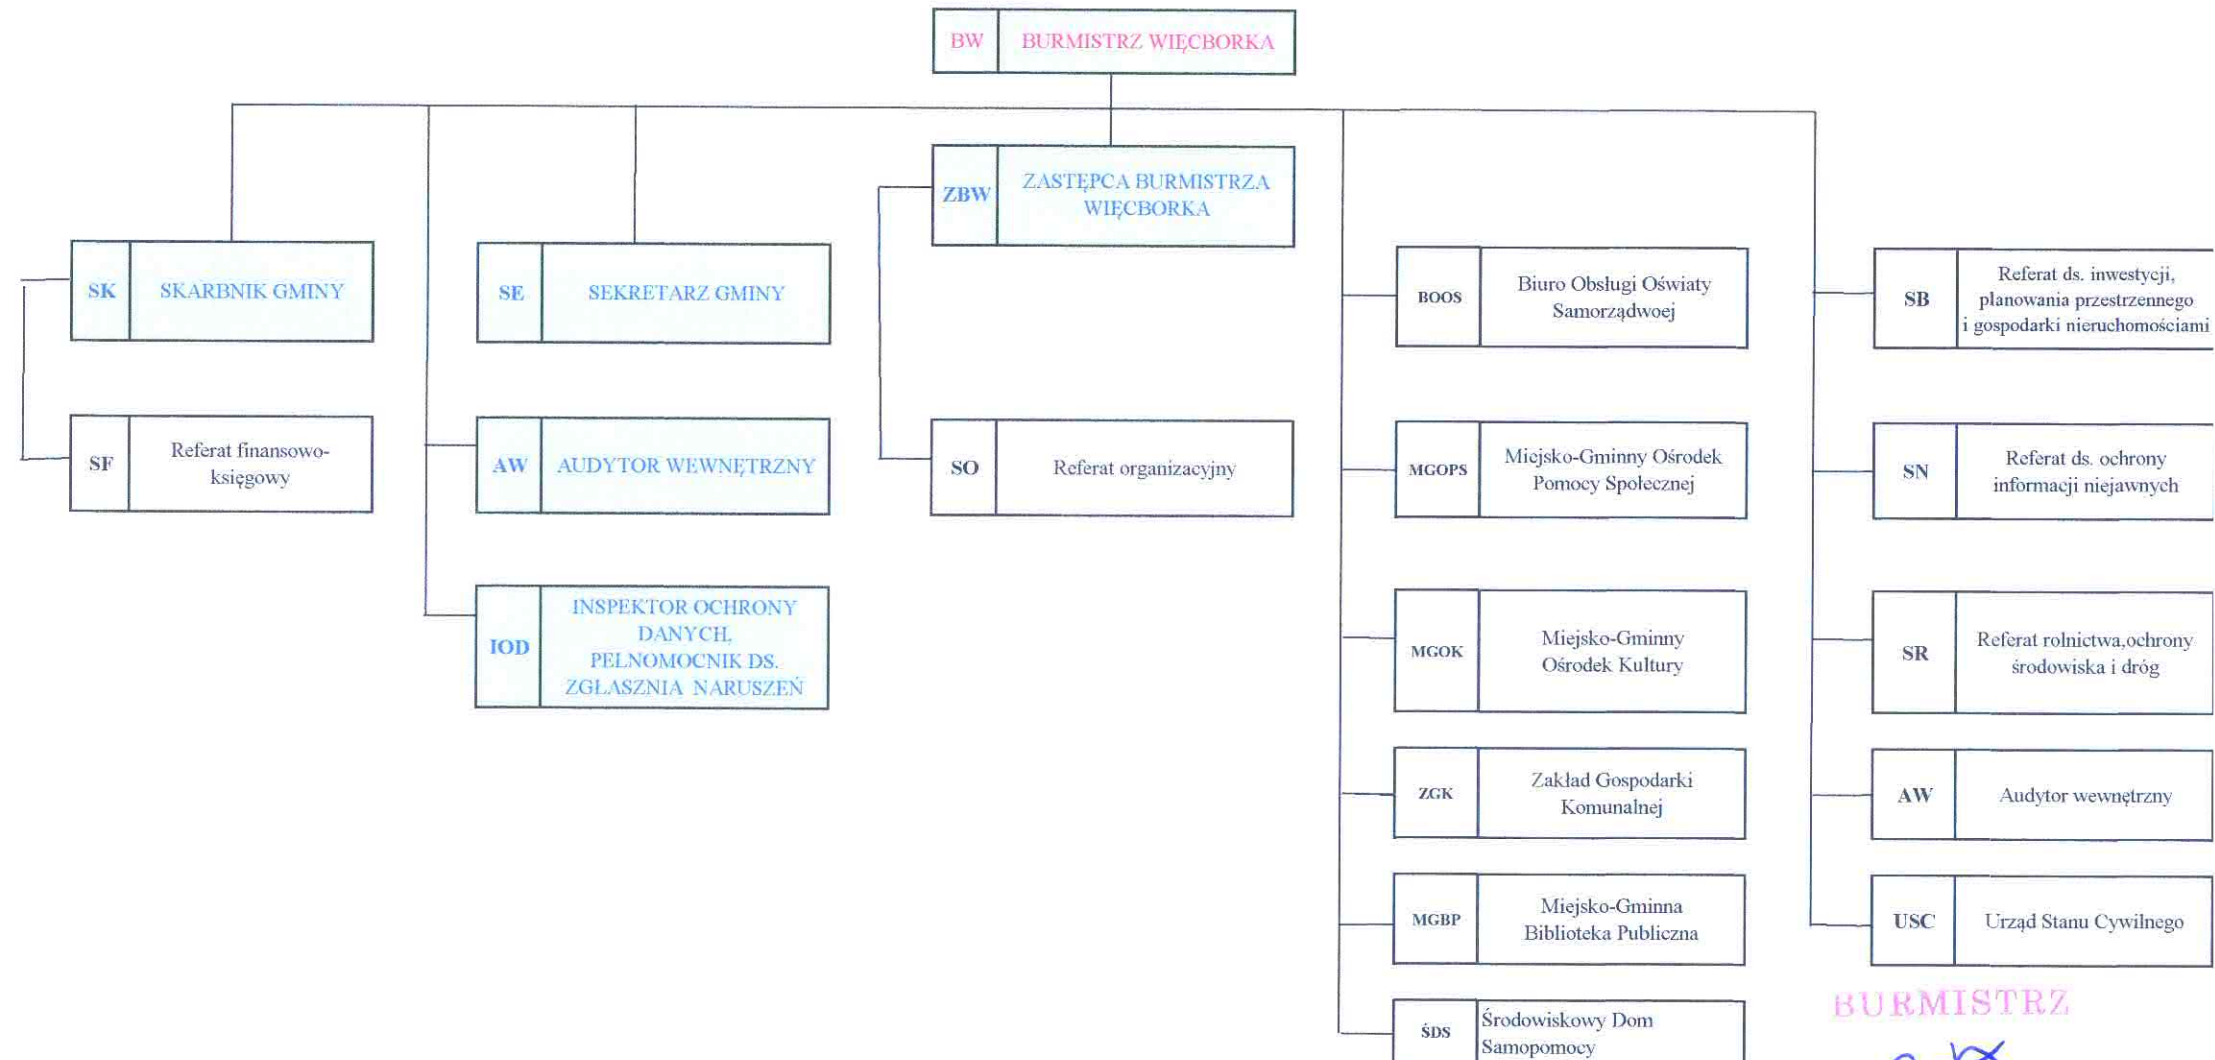 BW BURMISTRZ WIĘCBORKA
ZBW ZASTĘPCA BURMISTRZA
WIĘCBORKA
SK SKARBNIK GMINY
SE SEKRETARZ GMINY
BOOS Biuro Obsługi Oświaty
Samorządwoej
SB Referat ds. inwestycji,
planowania przestrzennego
i gospodarki nieruchomościami
SF Referat finansowo-
księgowy
AW AUDYTOR WEWNĘTRZNY
SO Referat organizacyjny
MGOPS Miejsko-Gminny Ośrodek
Pomocy Społecznej
SN Referat ds. ochrony
informacji niejawnych
IOD INSPEKTOR OCHRONY
DANYCH,
PEŁNOMOCNIK DS.
ZGŁASZNIA NARUSZEŃ
MGOK Miejsko-Gminny
Ośrodek Kultury
SR Referat rolnictwa,ochrony
środowiska i dróg
ZGK Zakład Gospodarki
Komunalnej
AW Audytor wewnętrzny
MGBP Miejsko-Gminna
Biblioteka Publiczna
USC Urząd Stanu Cywilnego
ŚDS Środowiskowy Dom
Samopomocy
BURMISTRZ